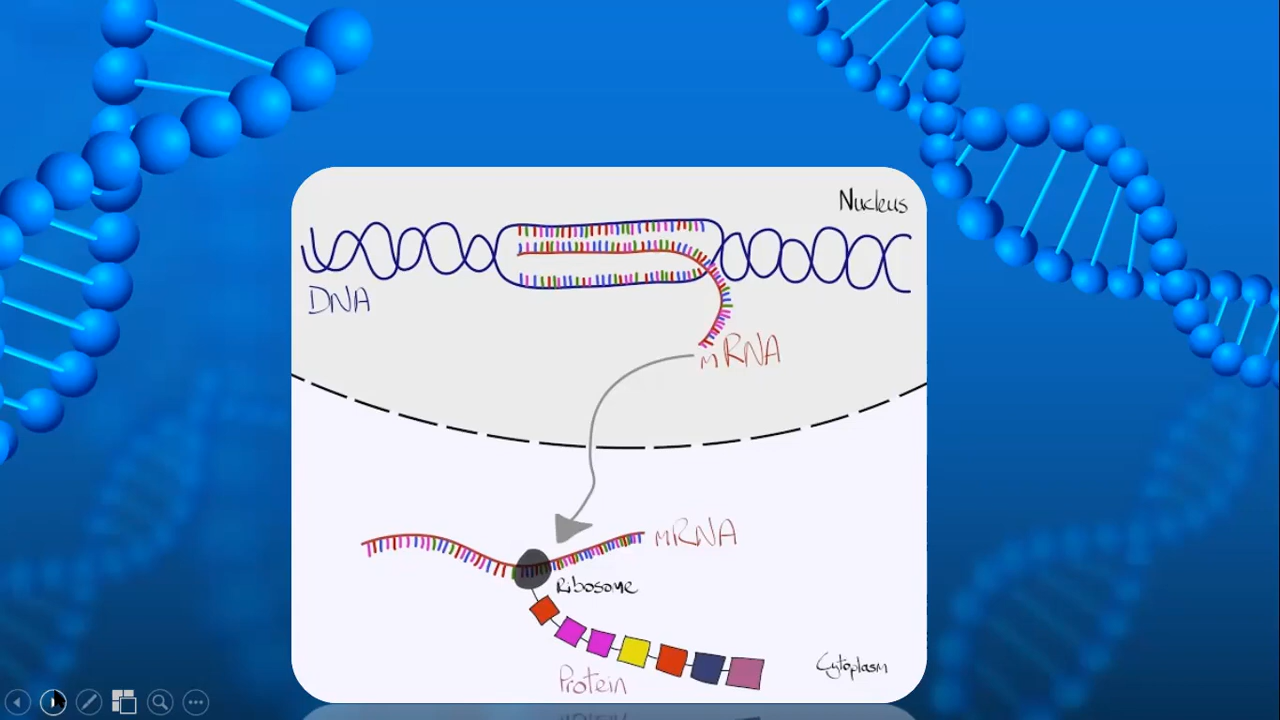 Nucleus
DNA
mRNA
mRNA
Ribosome
Cytoplasm
Protein